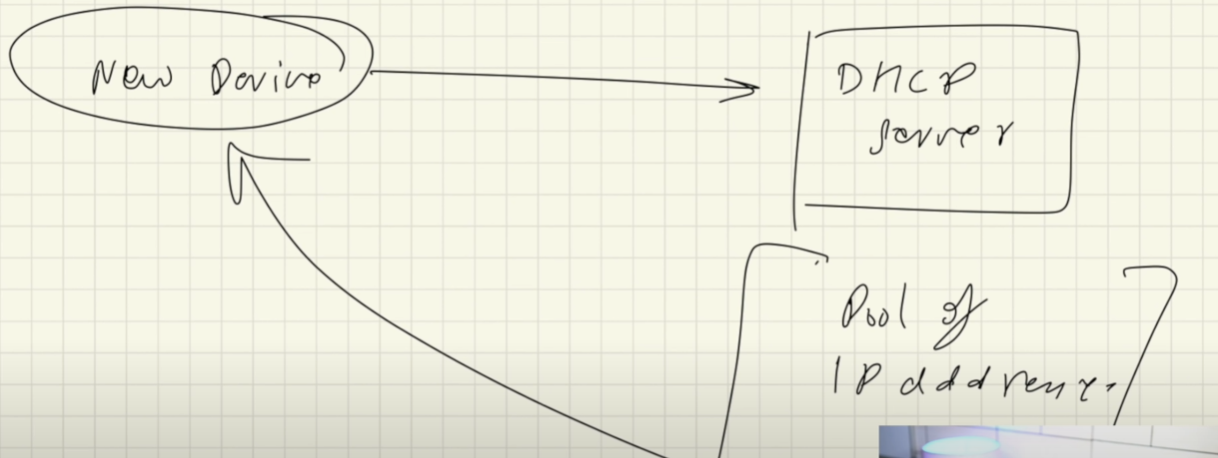 New Device
DHCP
server
Pool of
IP addresses